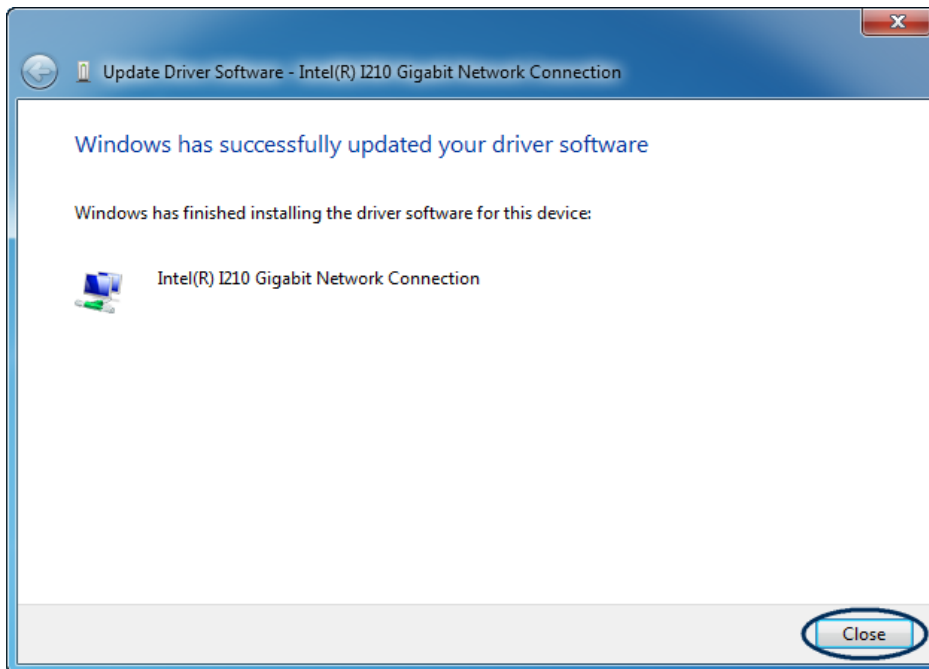 Update Driver Software - Intel(R) I210 Gigabit Network Connection
Windows has successfully updated your driver software
Windows has finished installing the driver software for this device:
Intel(R) I210 Gigabit Network Connection
Close